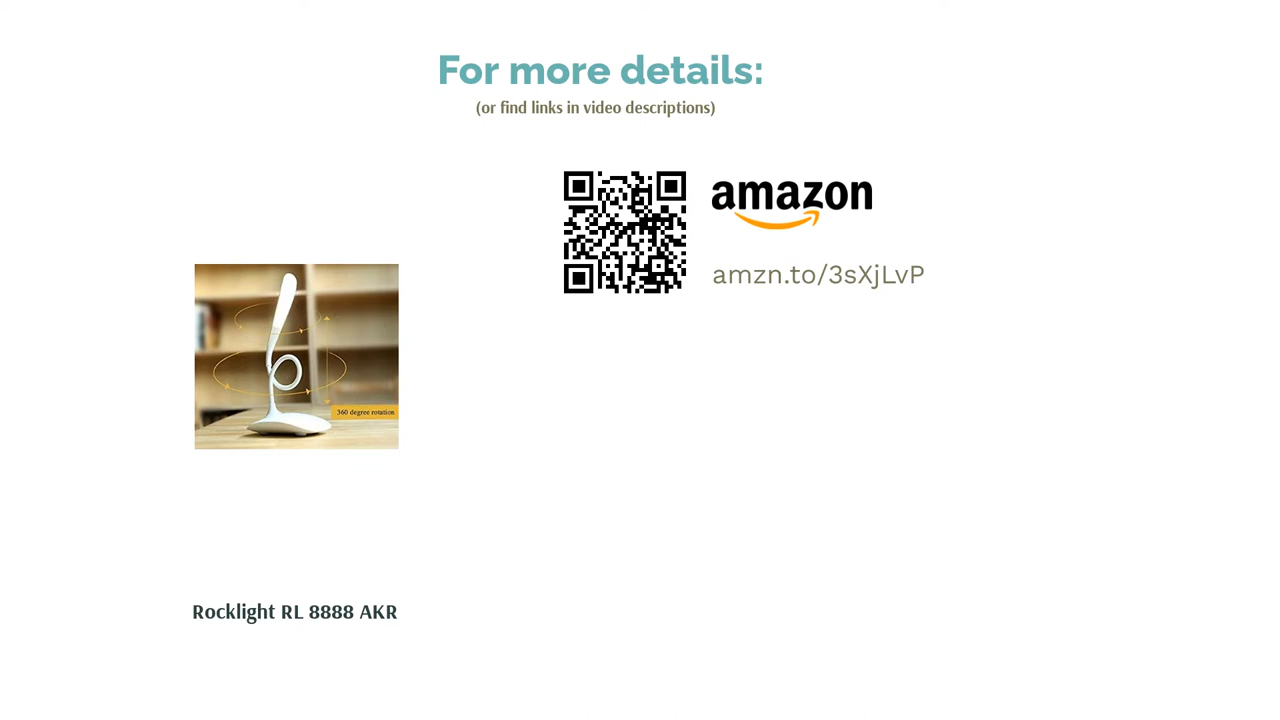 For more details:
(or find links in video descriptions)
amazon
amzn.to/3sXjLvP
360 degree rotation
Rocklight RL 8888 AKR